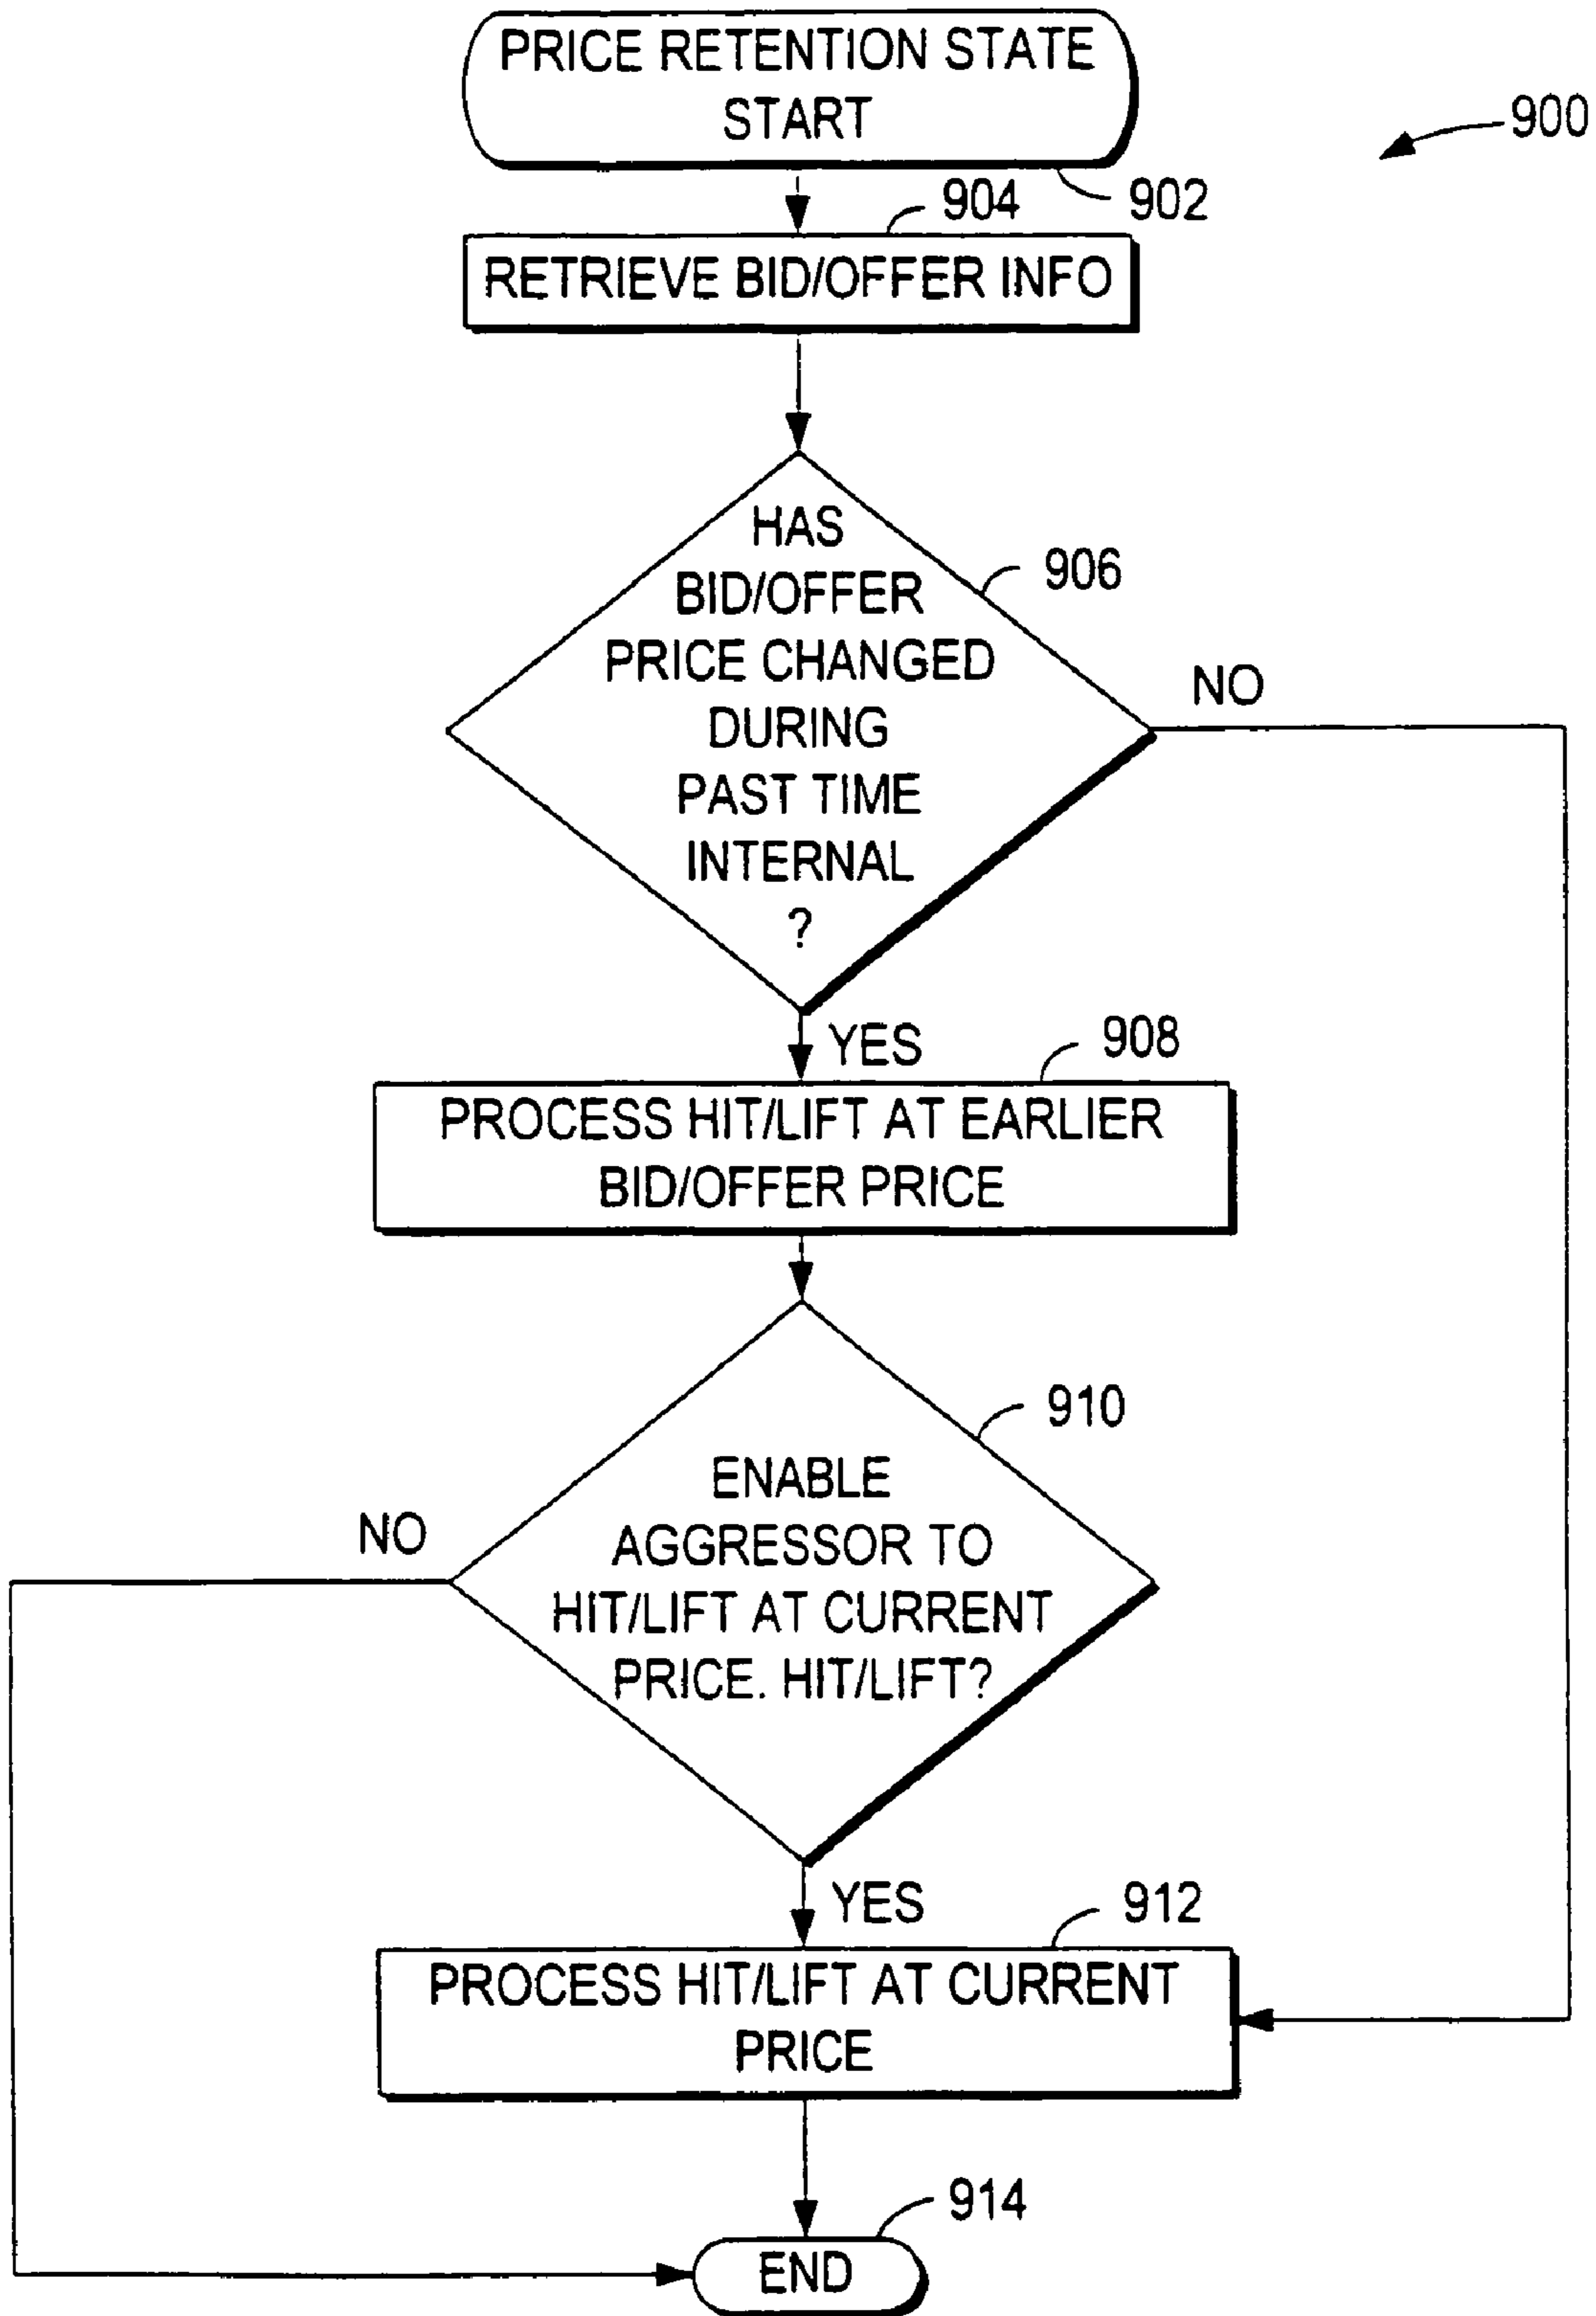 PRICE RETENTION STATE
START
900
902
904
RETRIEVE BID/OFFER INFO
HAS
BID/OFFER
PRICE CHANGED
DURING
PAST TIME
INTERNAL
?
906
NO
YES
908
PROCESS HIT/LIFT AT EARLIER
BID/OFFER PRICE
910
ENABLE
AGGRESSOR TO
HIT/LIFT AT CURRENT
PRICE. HIT/LIFT?
NO
YES
912
PROCESS HIT/LIFT AT CURRENT
PRICE
914
END